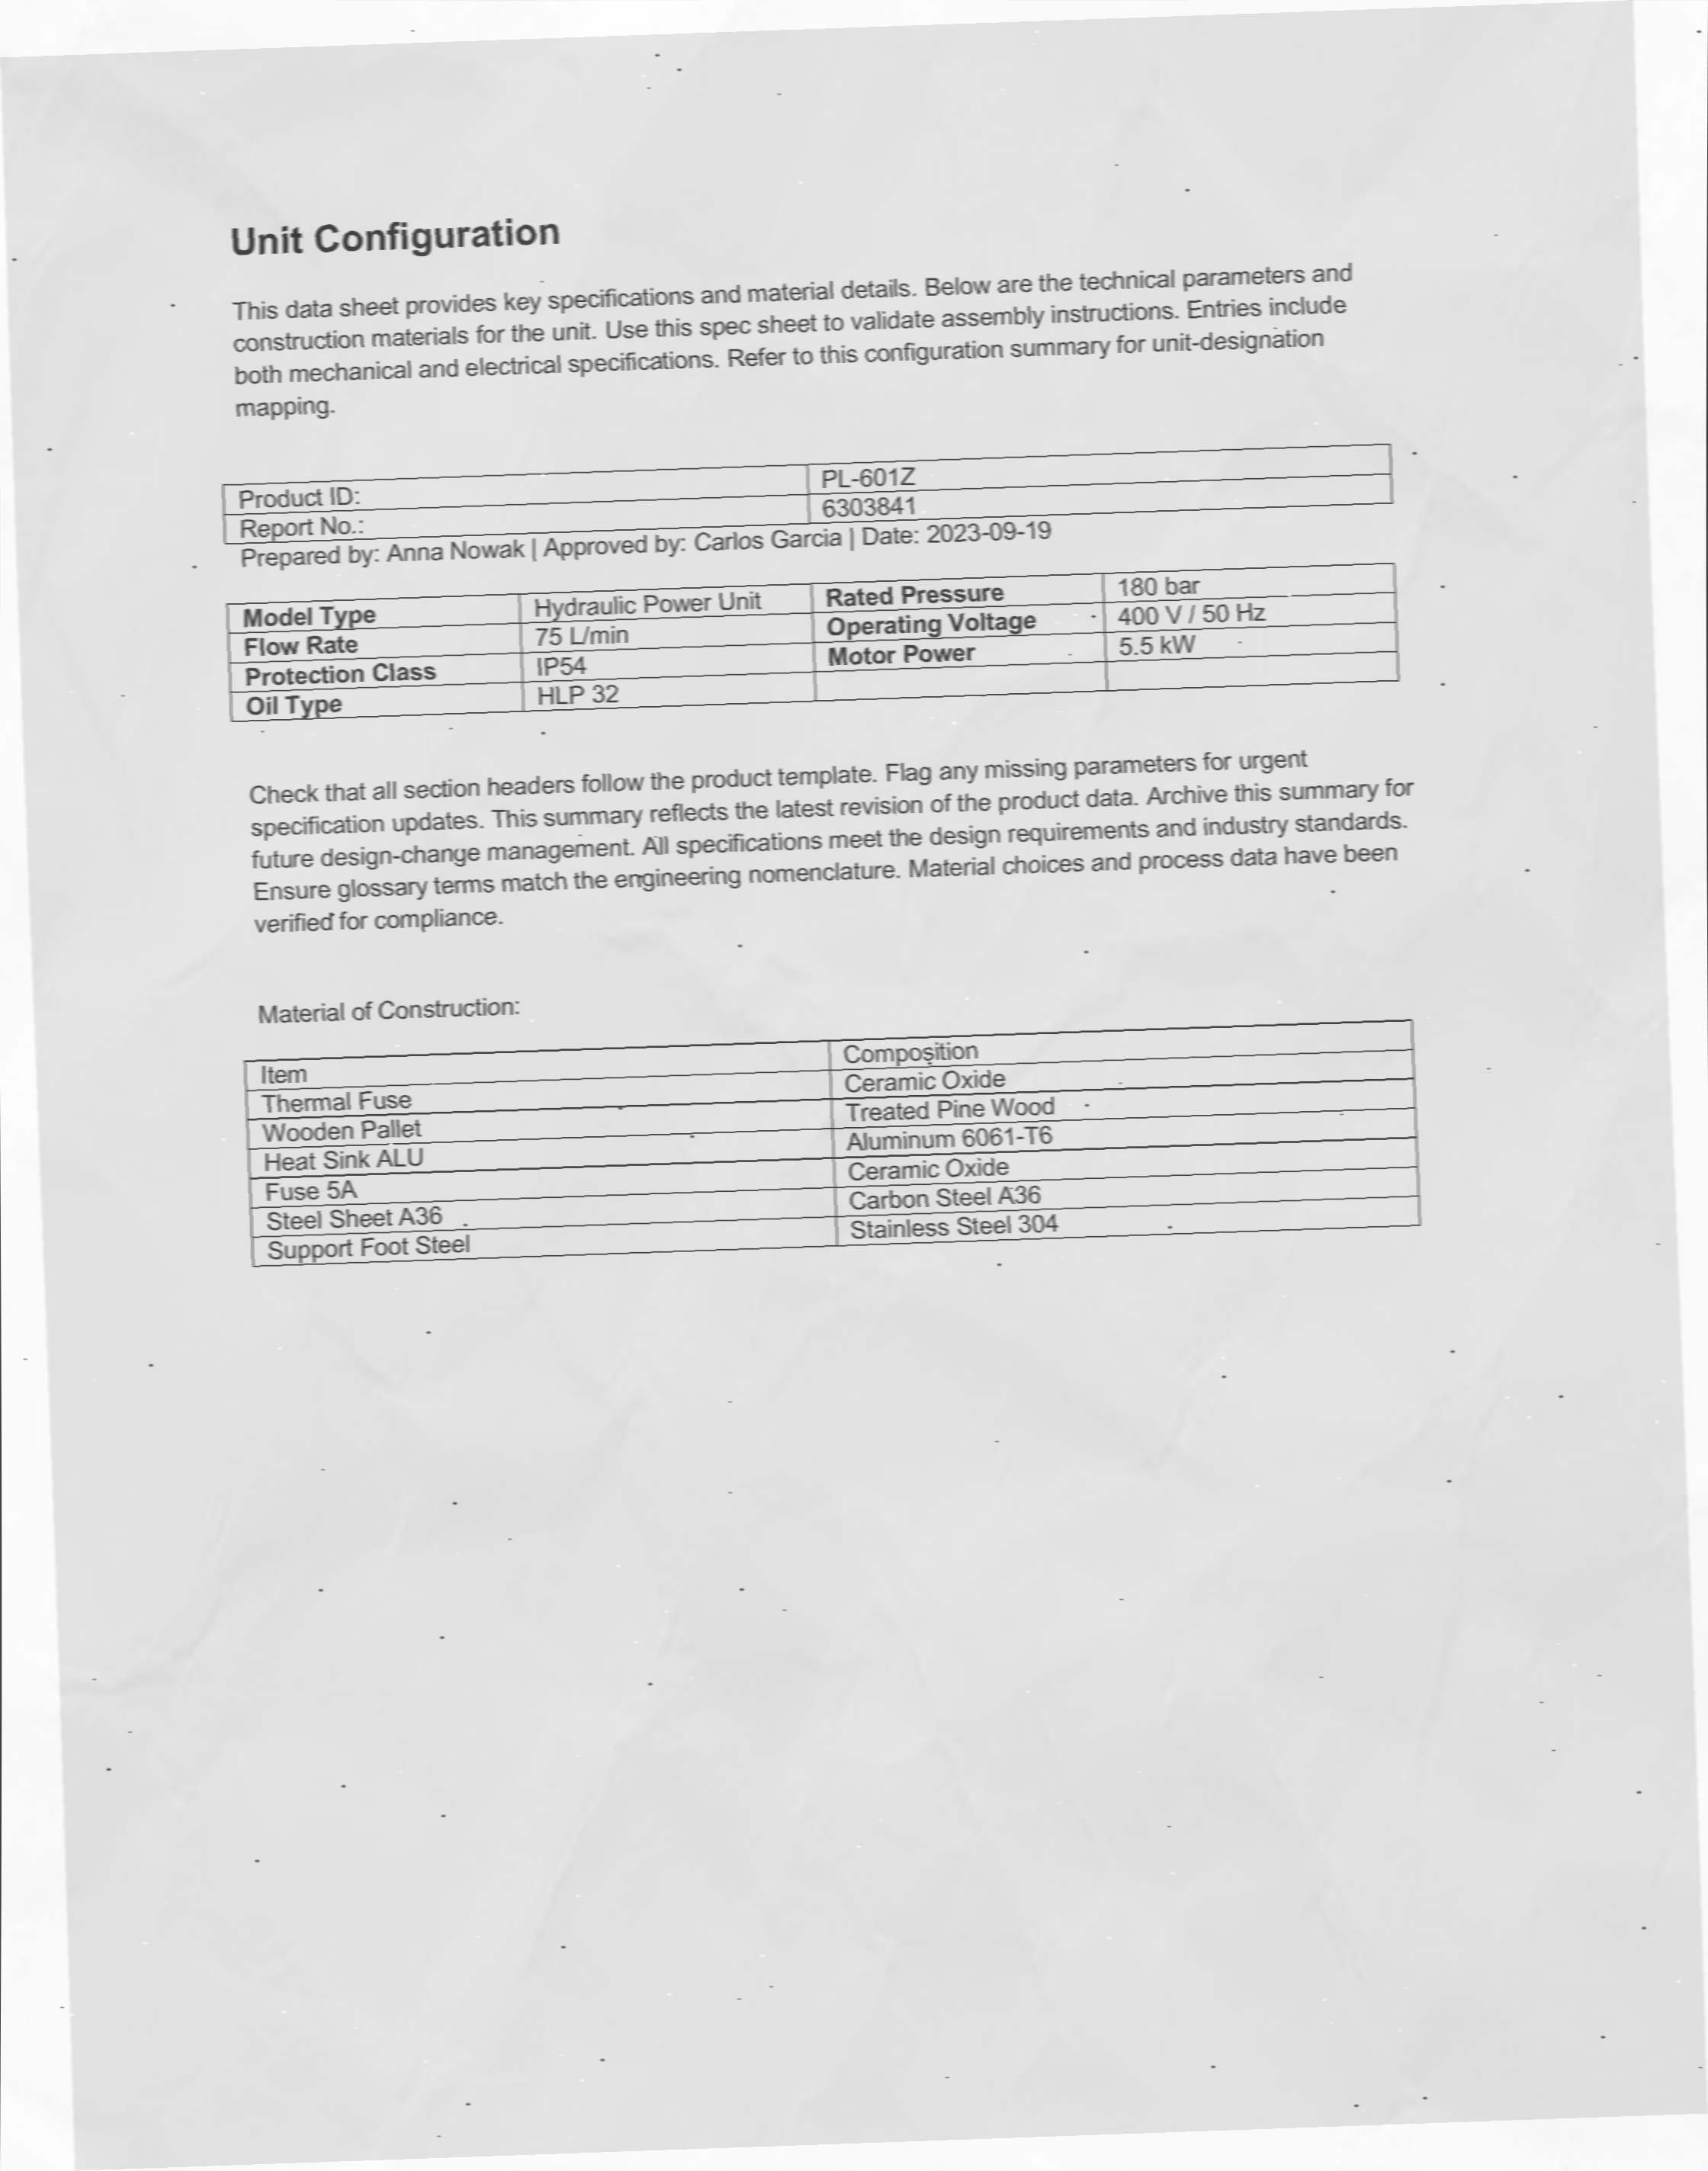 Unit Configuration
This data sheet provides key specifications and material details. Below are the technical parameters and
construction materials for the unit. Use this spec sheet to validate assembly instructions. Entries include
both mechanical and electrical specifications. Refer to this configuration summary for unit-designation
mapping.
Product ID: PL-601Z
Report No.: 6303841
Prepared by: Anna Nowak | Approved by: Carlos Garcia | Date: 2023-09-19
Model Type Hydraulic Power Unit Rated Pressure 180 bar
Flow Rate 75 L/min Operating Voltage 400 V / 50 Hz
Protection Class IP54 Motor Power 5.5 kW
Oil Type HLP 32
Check that all section headers follow the product template. Flag any missing parameters for urgent
specification updates. This summary reflects the latest revision of the product data. Archive this summary for
future design-change management. All specifications meet the design requirements and industry standards.
Ensure glossary terms match the engineering nomenclature. Material choices and process data have been
verified for compliance.
Material of Construction:
Item Composition
Thermal Fuse Ceramic Oxide
Wooden Pallet Treated Pine Wood
Heat Sink ALU Aluminum 6061-T6
Fuse 5A Ceramic Oxide
Steel Sheet A36 Carbon Steel A36
Support Foot Steel Stainless Steel 304